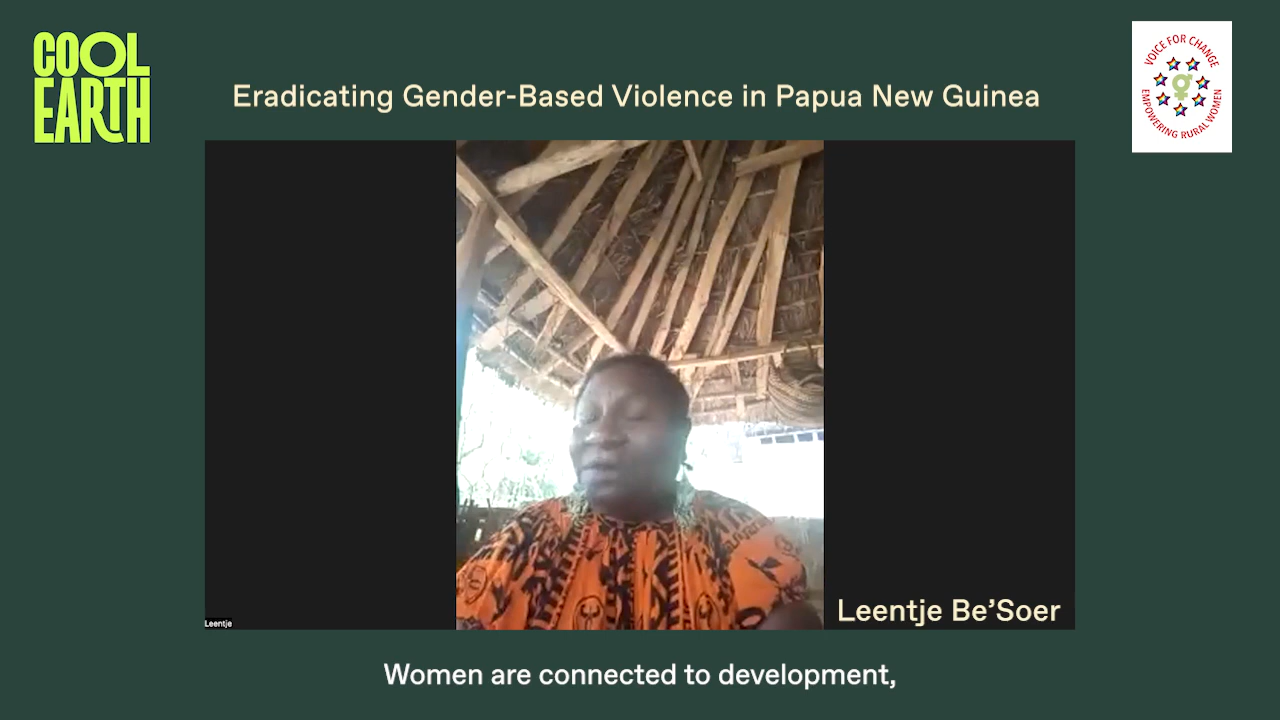 COOL
EARTH
Eradicating Gender-Based Violence in Papua New Guinea
VOICE FOR CHANGE
EMPOWERING RURAL WOMEN
Leentje
Leentje Be’Soer
Women are connected to development,